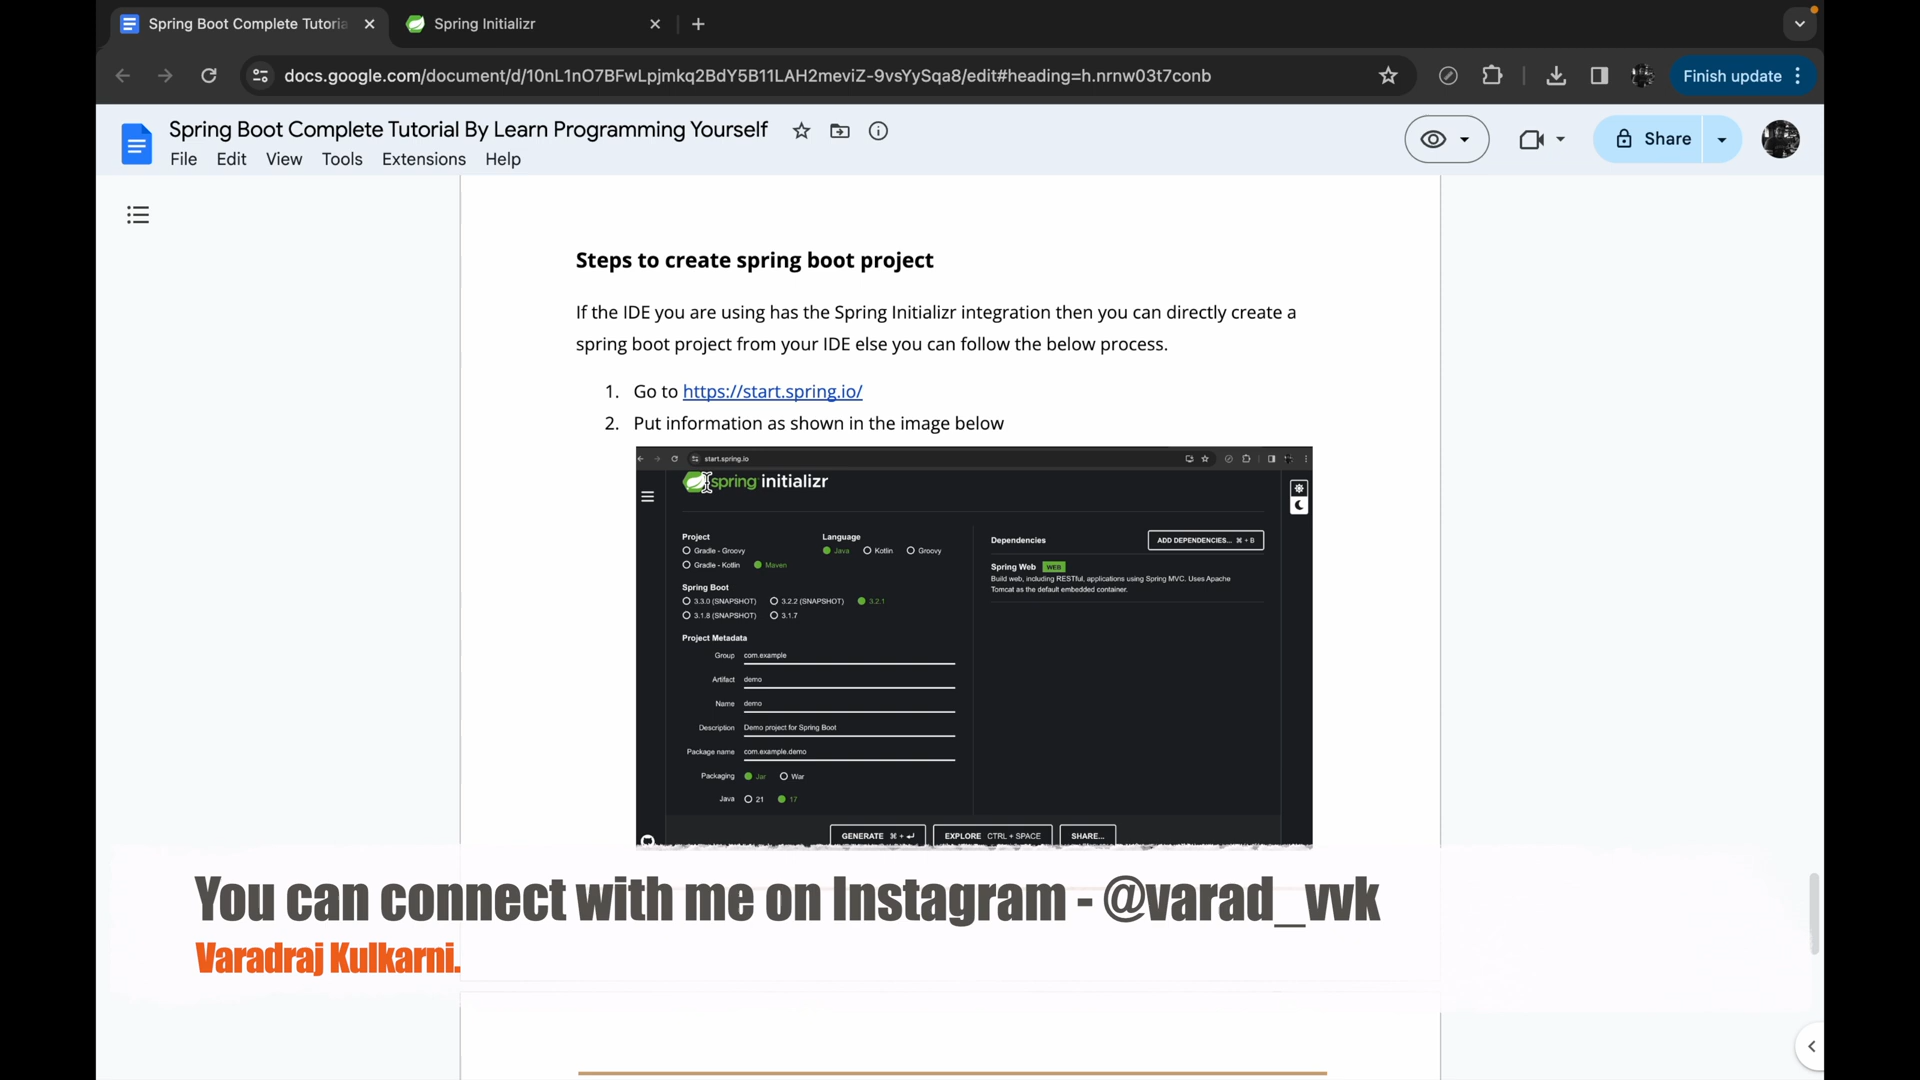 Spring Boot Complete Tutoria
Spring Initializr
docs.google.com/document/d/10nL1nO7BFwLpjmkq2BdY5B11LAH2meviZ-9vsYySqa8/edit#heading=h.nrnw03t7conb
Finish update
Spring Boot Complete Tutorial By Learn Programming Yourself
File Edit View Tools Extensions Help
Share
Steps to create spring boot project
If the IDE you are using has the Spring Initializr integration then you can directly create a
spring boot project from your IDE else you can follow the below process.
1. Go to https://start.spring.io/
2. Put information as shown in the image below
start.spring.io
spring initializr
Project
Language
Gradle - Groovy
Java Kotlin Groovy
Gradle - Kotlin Maven
Spring Boot
3.3.0 (SNAPSHOT) 3.2.2 (SNAPSHOT) 3.2.1
3.1.8 (SNAPSHOT) 3.1.7
Project Metadata
Group com.example
Artifact demo
Name demo
Description Demo project for Spring Boot
Package name com.example.demo
Packaging Jar War
Java 21 17
Dependencies
ADD DEPENDENCIES... ⌘ + B
Spring Web WEB
Build web, including RESTful, applications using Spring MVC. Uses Apache
Tomcat as the default embedded container.
GENERATE ⌘ + ↵
EXPLORE CTRL + SPACE
SHARE...
You can connect with me on Instagram - @varad_vvk
Varadraj Kulkarni.